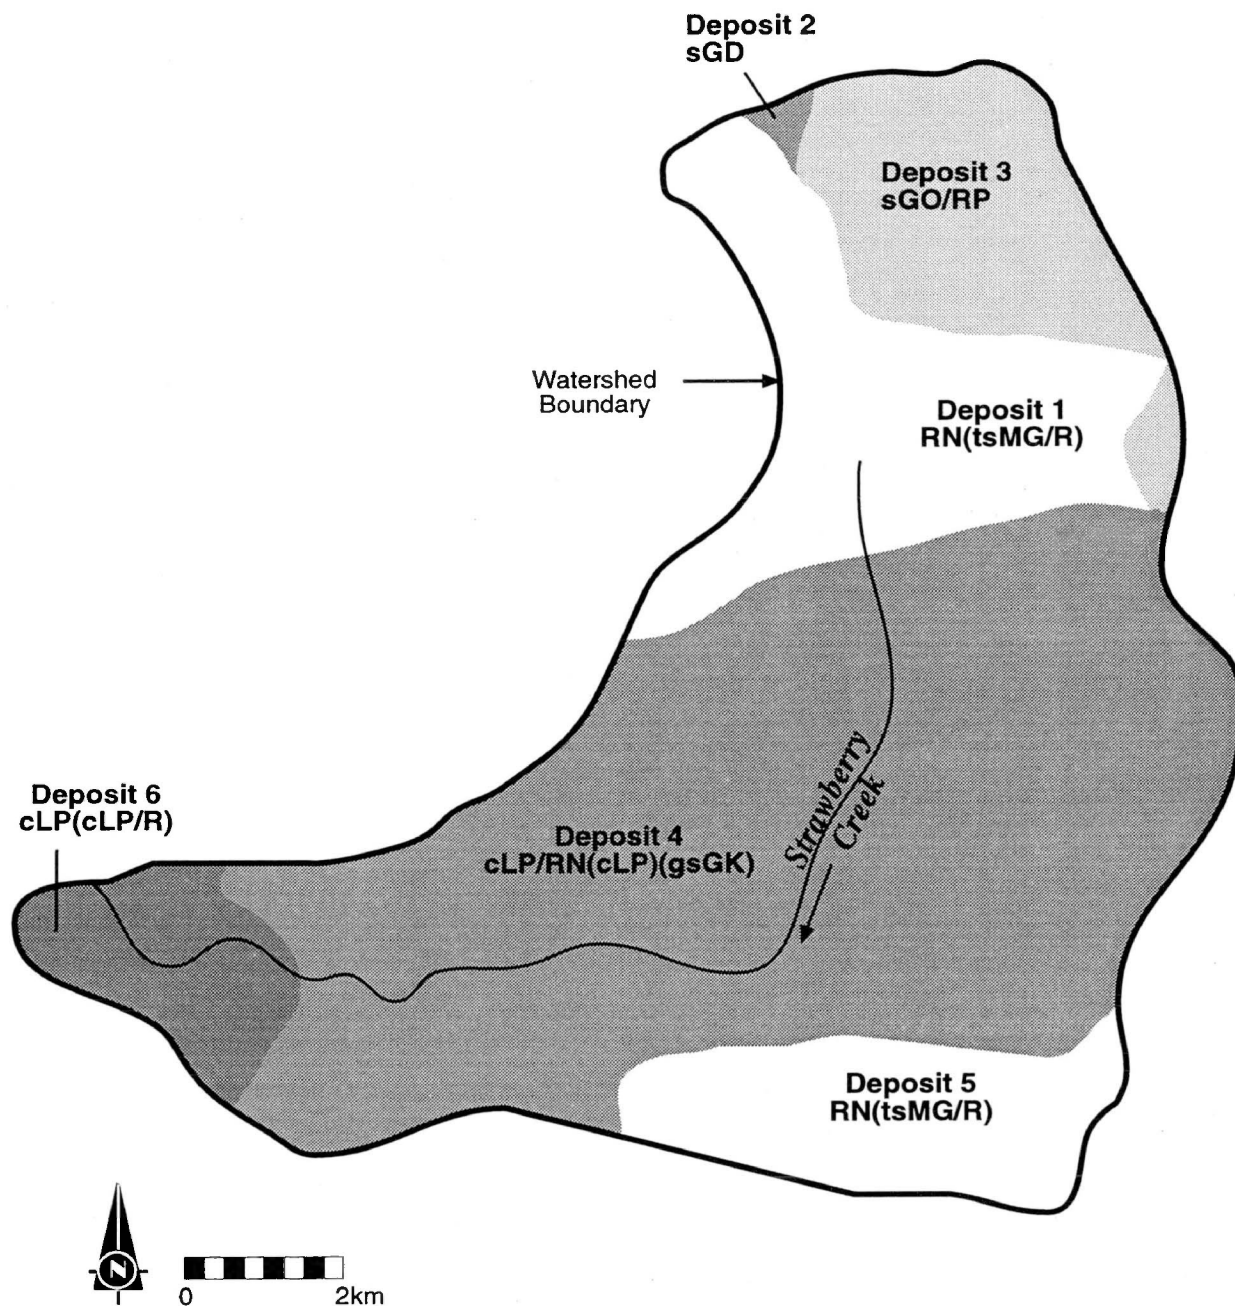 Deposit 2
sGD
Deposit 3
sGO/RP
Watershed
Boundary
Deposit 1
RN(tsMG/R)
Strawberry
Creek
Deposit 6
cLP(cLP/R)
Deposit 4
cLP/RN(cLP)(gsGK)
Deposit 5
RN(tsMG/R)
N
0 2km